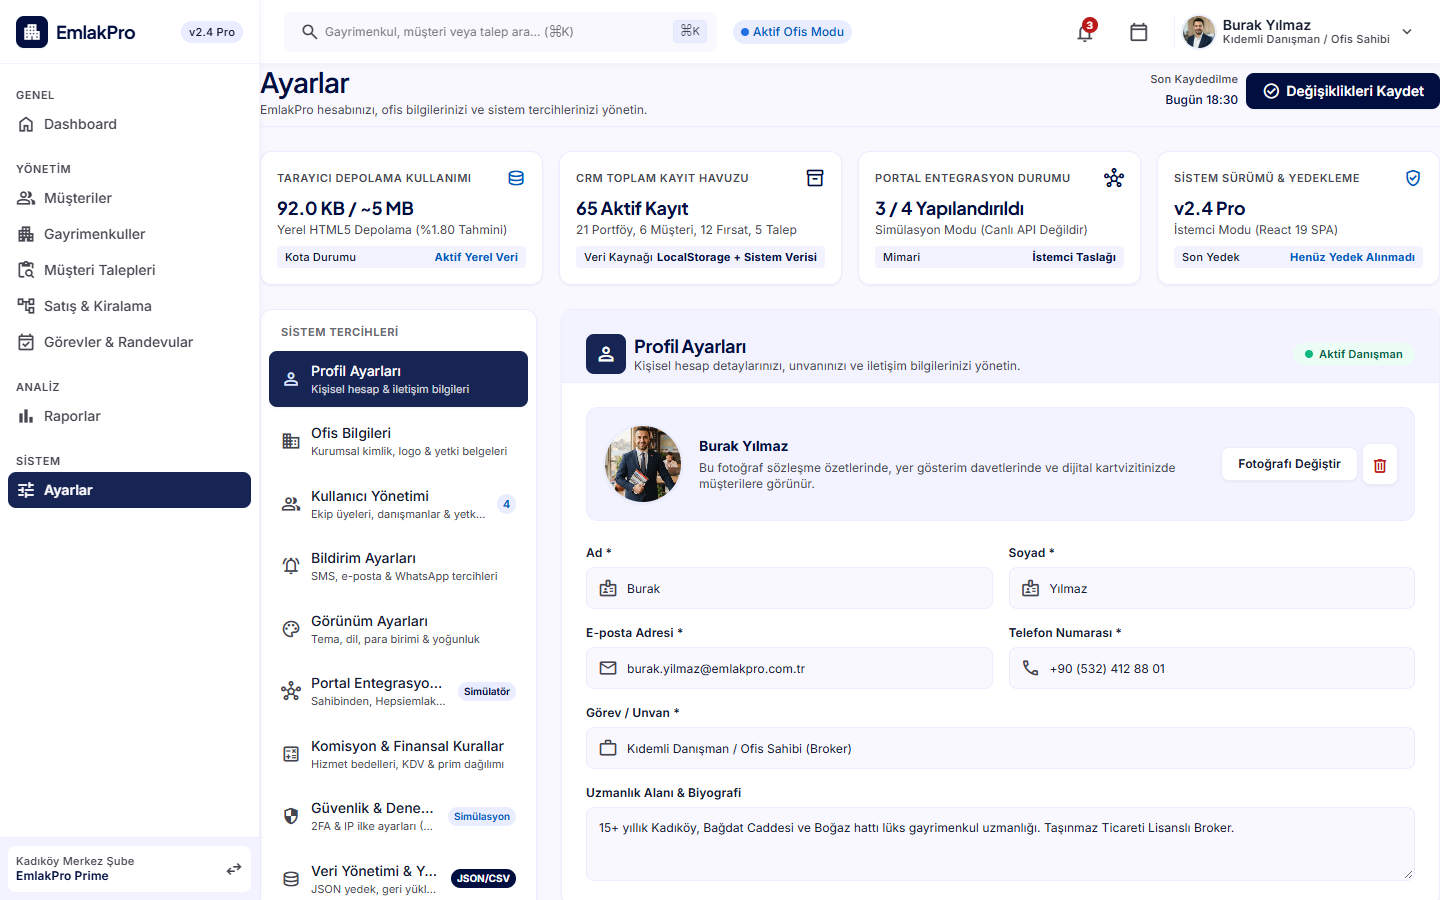 EmlakPro
v2.4 Pro
Gayrimenkul, müşteri veya talep ara... (⌘K)
⌘K
Aktif Ofis Modu
3
Burak Yılmaz
Kıdemli Danışman / Ofis Sahibi
GENEL
Dashboard
YÖNETİM
Müşteriler
Gayrimenkuller
Müşteri Talepleri
Satış & Kiralama
Görevler & Randevular
ANALİZ
Raporlar
SİSTEM
Ayarlar
Kadıköy Merkez Şube
EmlakPro Prime
Ayarlar
EmlakPro hesabınızı, ofis bilgilerinizi ve sistem tercihlerinizi yönetin.
Son Kaydedilme
Bugün 18:30
Değişiklikleri Kaydet
TARAYICI DEPOLAMA KULLANIMI
92.0 KB / ~5 MB
Yerel HTML5 Depolama (%1.80 Tahmini)
Kota Durumu
Aktif Yerel Veri
CRM TOPLAM KAYIT HAVUZU
65 Aktif Kayıt
21 Portföy, 6 Müşteri, 12 Fırsat, 5 Talep
Veri Kaynağı
LocalStorage + Sistem Verisi
PORTAL ENTEGRASYON DURUMU
3 / 4 Yapılandırıldı
Simülasyon Modu (Canlı API Değildir)
Mimari
İstemci Taslağı
SİSTEM SÜRÜMÜ & YEDEKLEME
v2.4 Pro
İstemci Modu (React 19 SPA)
Son Yedek
Henüz Yedek Alınmadı
SİSTEM TERCİHLERİ
Profil Ayarları
Kişisel hesap & iletişim bilgileri
Ofis Bilgileri
Kurumsal kimlik, logo & yetki belgeleri
Kullanıcı Yönetimi
Ekip üyeleri, danışmanlar & yetk...
4
Bildirim Ayarları
SMS, e-posta & WhatsApp tercihleri
Görünüm Ayarları
Tema, dil, para birimi & yoğunluk
Portal Entegrasyo...
Sahibinden, Hepsiemlak...
Simülatör
Komisyon & Finansal Kurallar
Hizmet bedelleri, KDV & prim dağılımı
Güvenlik & Dene...
2FA & IP ilke ayarları (...
Simülasyon
Veri Yönetimi & Y...
JSON yedek, geri yükl...
JSON/CSV
Profil Ayarları
Kişisel hesap detaylarınızı, unvanınızı ve iletişim bilgilerinizi yönetin.
Aktif Danışman
Burak Yılmaz
Bu fotoğraf sözleşme özetlerinde, yer gösterim davetlerinde ve dijital kartvizitinizde
müşterilere görünür.
Fotoğrafı Değiştir
Ad *
Burak
Soyad *
Yılmaz
E-posta Adresi *
burak.yilmaz@emlakpro.com.tr
Telefon Numarası *
+90 (532) 412 88 01
Görev / Unvan *
Kıdemli Danışman / Ofis Sahibi (Broker)
Uzmanlık Alanı & Biyografi
15+ yıllık Kadıköy, Bağdat Caddesi ve Boğaz hattı lüks gayrimenkul uzmanlığı. Taşınmaz Ticareti Lisanslı Broker.